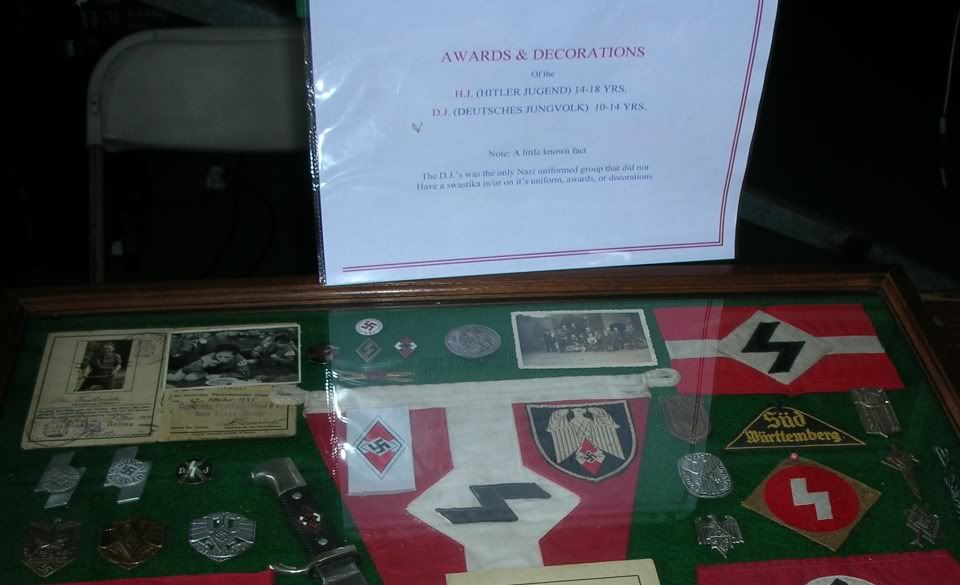 AWARDS & DECORATIONS
Of the
H.J. (HITLER JUGEND) 14-18 YRS.
D.J. (DEUTSCHES JUNGVOLK) 10-14 YRS.
Note: A little known fact
The D.J.'s was the only Nazi uniformed group that did not
Have a swastika in/or on it's uniform, awards, or decorations
Süd
Württemberg
D J